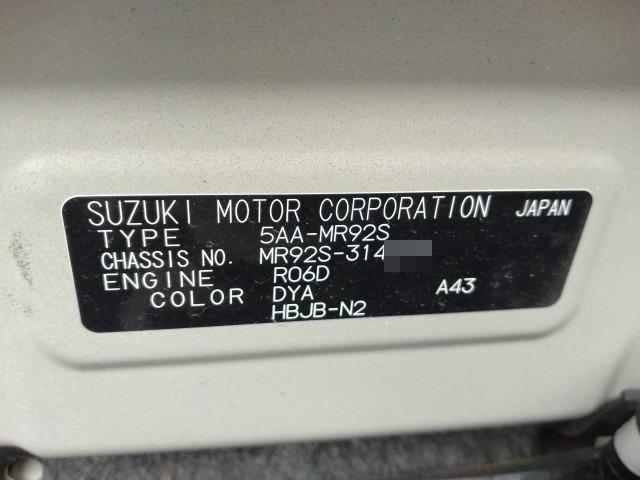 SUZUKI MOTOR CORPORATION JAPAN
TYPE 5AA-MR92S
CHASSIS NO. MR92S-314
ENGINE R06D
COLOR DYA A43
HBJB-N2